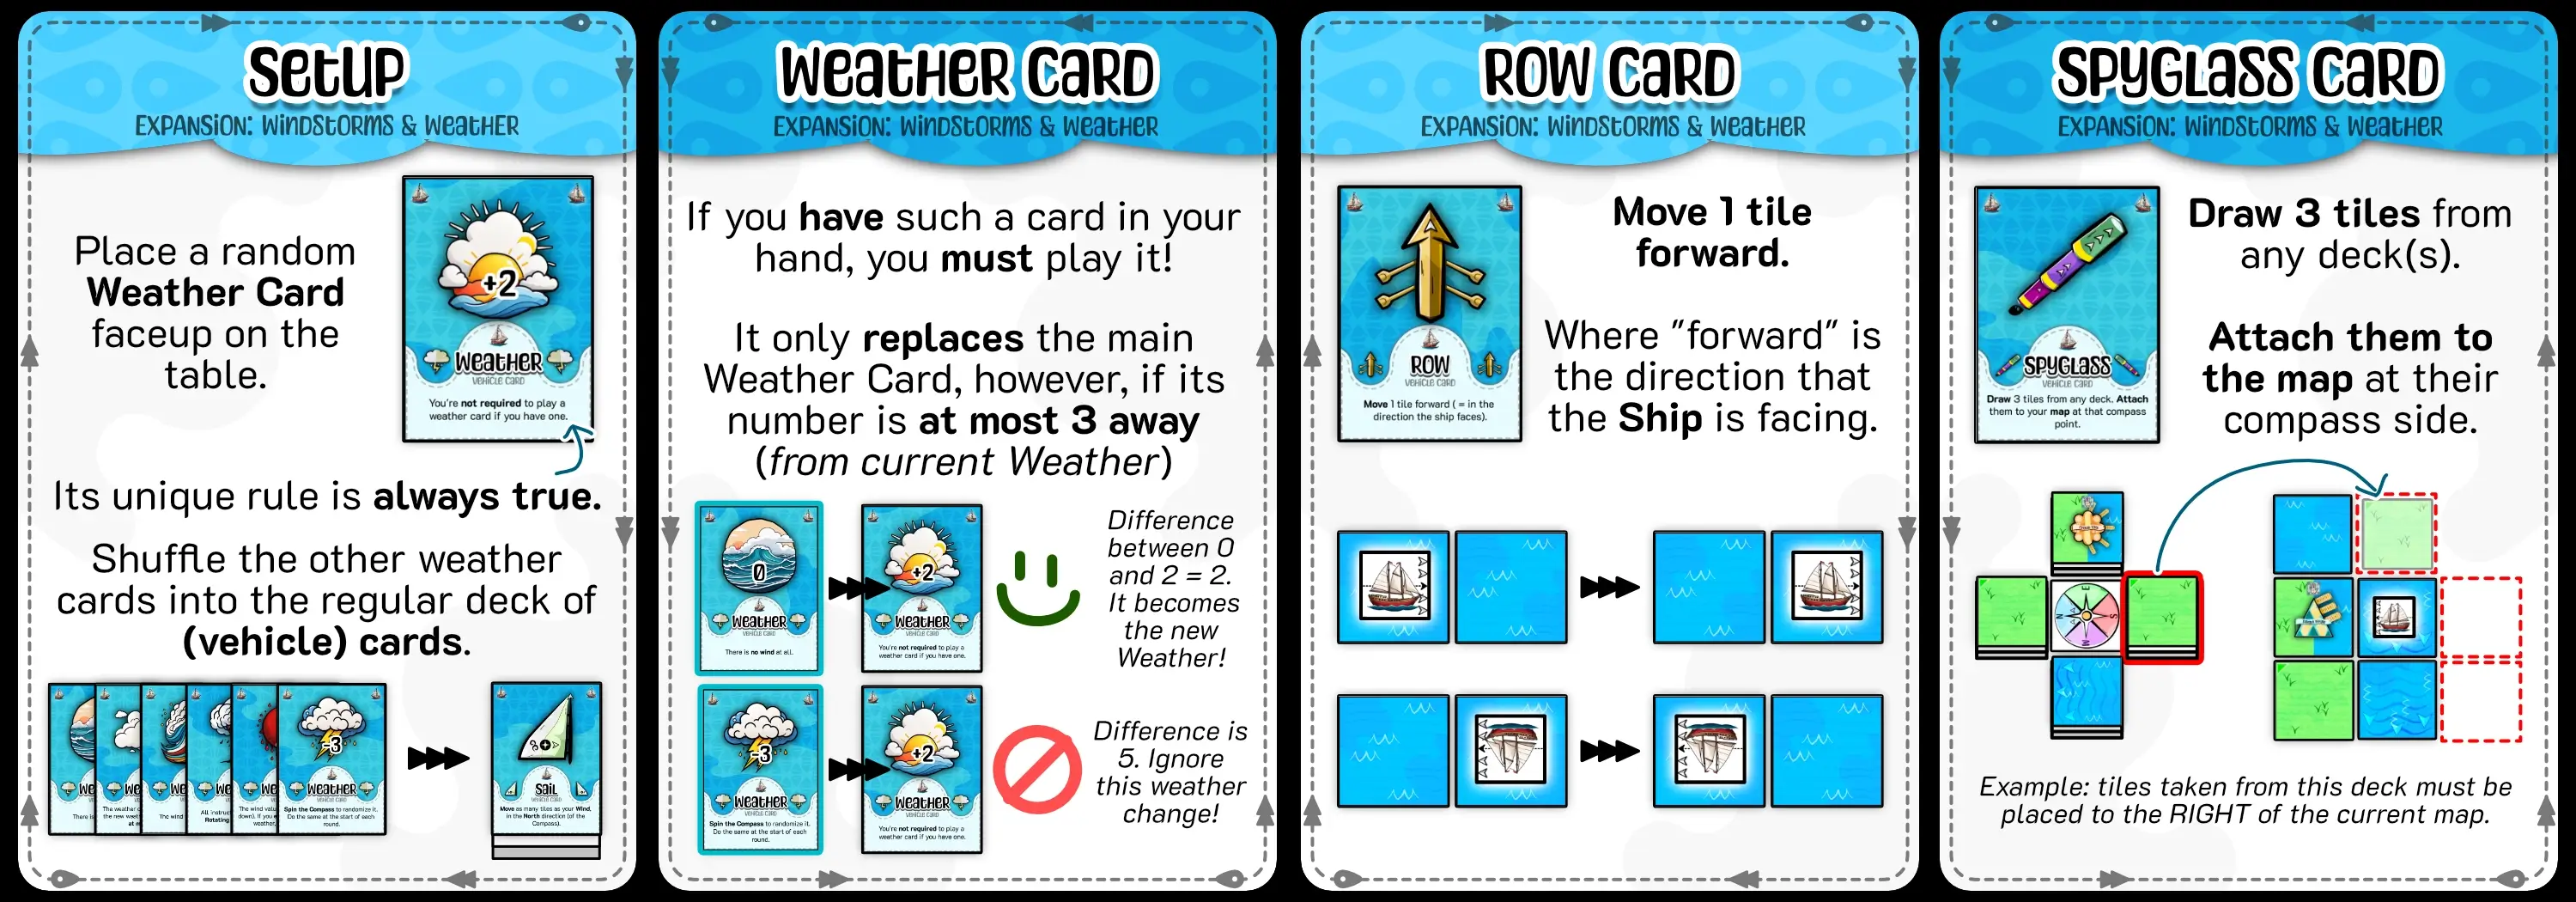 SETUP
EXPANSION: WINDSTORMS & WEATHER
Place a random
Weather Card
faceup on the
table.
+2
WEATHER
VEHICLE CARD
You're not required to play a
weather card if you have one.
Its unique rule is always true.
Shuffle the other weather
cards into the regular deck of
(vehicle) cards.
-3
WEATHER
VEHICLE CARD
Spin the Compass to randomize it.
Do the same at the start of each
round.
SAIL
VEHICLE CARD
Move as many tiles as your Wind,
in the North direction (of the
Compass).
WEATHER CARD
EXPANSION: WINDSTORMS & WEATHER
If you have such a card in your
hand, you must play it!
It only replaces the main
Weather Card, however, if its
number is at most 3 away
(from current Weather)
0
WEATHER
VEHICLE CARD
There is no wind at all.
+2
WEATHER
VEHICLE CARD
You're not required to play a
weather card if you have one.
Difference
between 0
and 2 = 2.
It becomes
the new
Weather!
-3
WEATHER
VEHICLE CARD
Spin the Compass to randomize it.
Do the same at the start of each
round.
+2
WEATHER
VEHICLE CARD
You're not required to play a
weather card if you have one.
Difference is
5. Ignore
this weather
change!
ROW CARD
EXPANSION: WINDSTORMS & WEATHER
ROW
VEHICLE CARD
Move 1 tile forward ( = in the
direction the ship faces).
Move 1 tile
forward.
Where "forward" is
the direction that
the Ship is facing.
SPYGLASS CARD
EXPANSION: WINDSTORMS & WEATHER
SPYGLASS
VEHICLE CARD
Draw 3 tiles from any deck. Attach
them to your map at that compass
point.
Draw 3 tiles from
any deck(s).
Attach them to
the map at their
compass side.
Example: tiles taken from this deck must be
placed to the RIGHT of the current map.